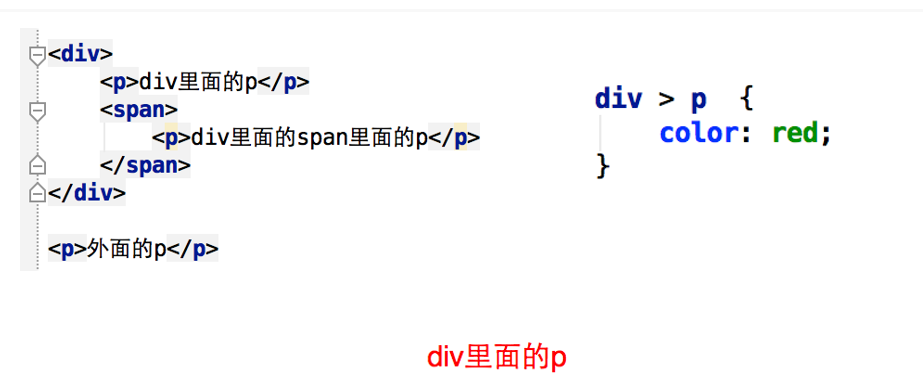 <div>
<p>div里面的p</p>
<span>
<p>div里面的span里面的p</p>
</span>
</div>
<p>外面的p</p>
div > p {
color: red;
}
div里面的p